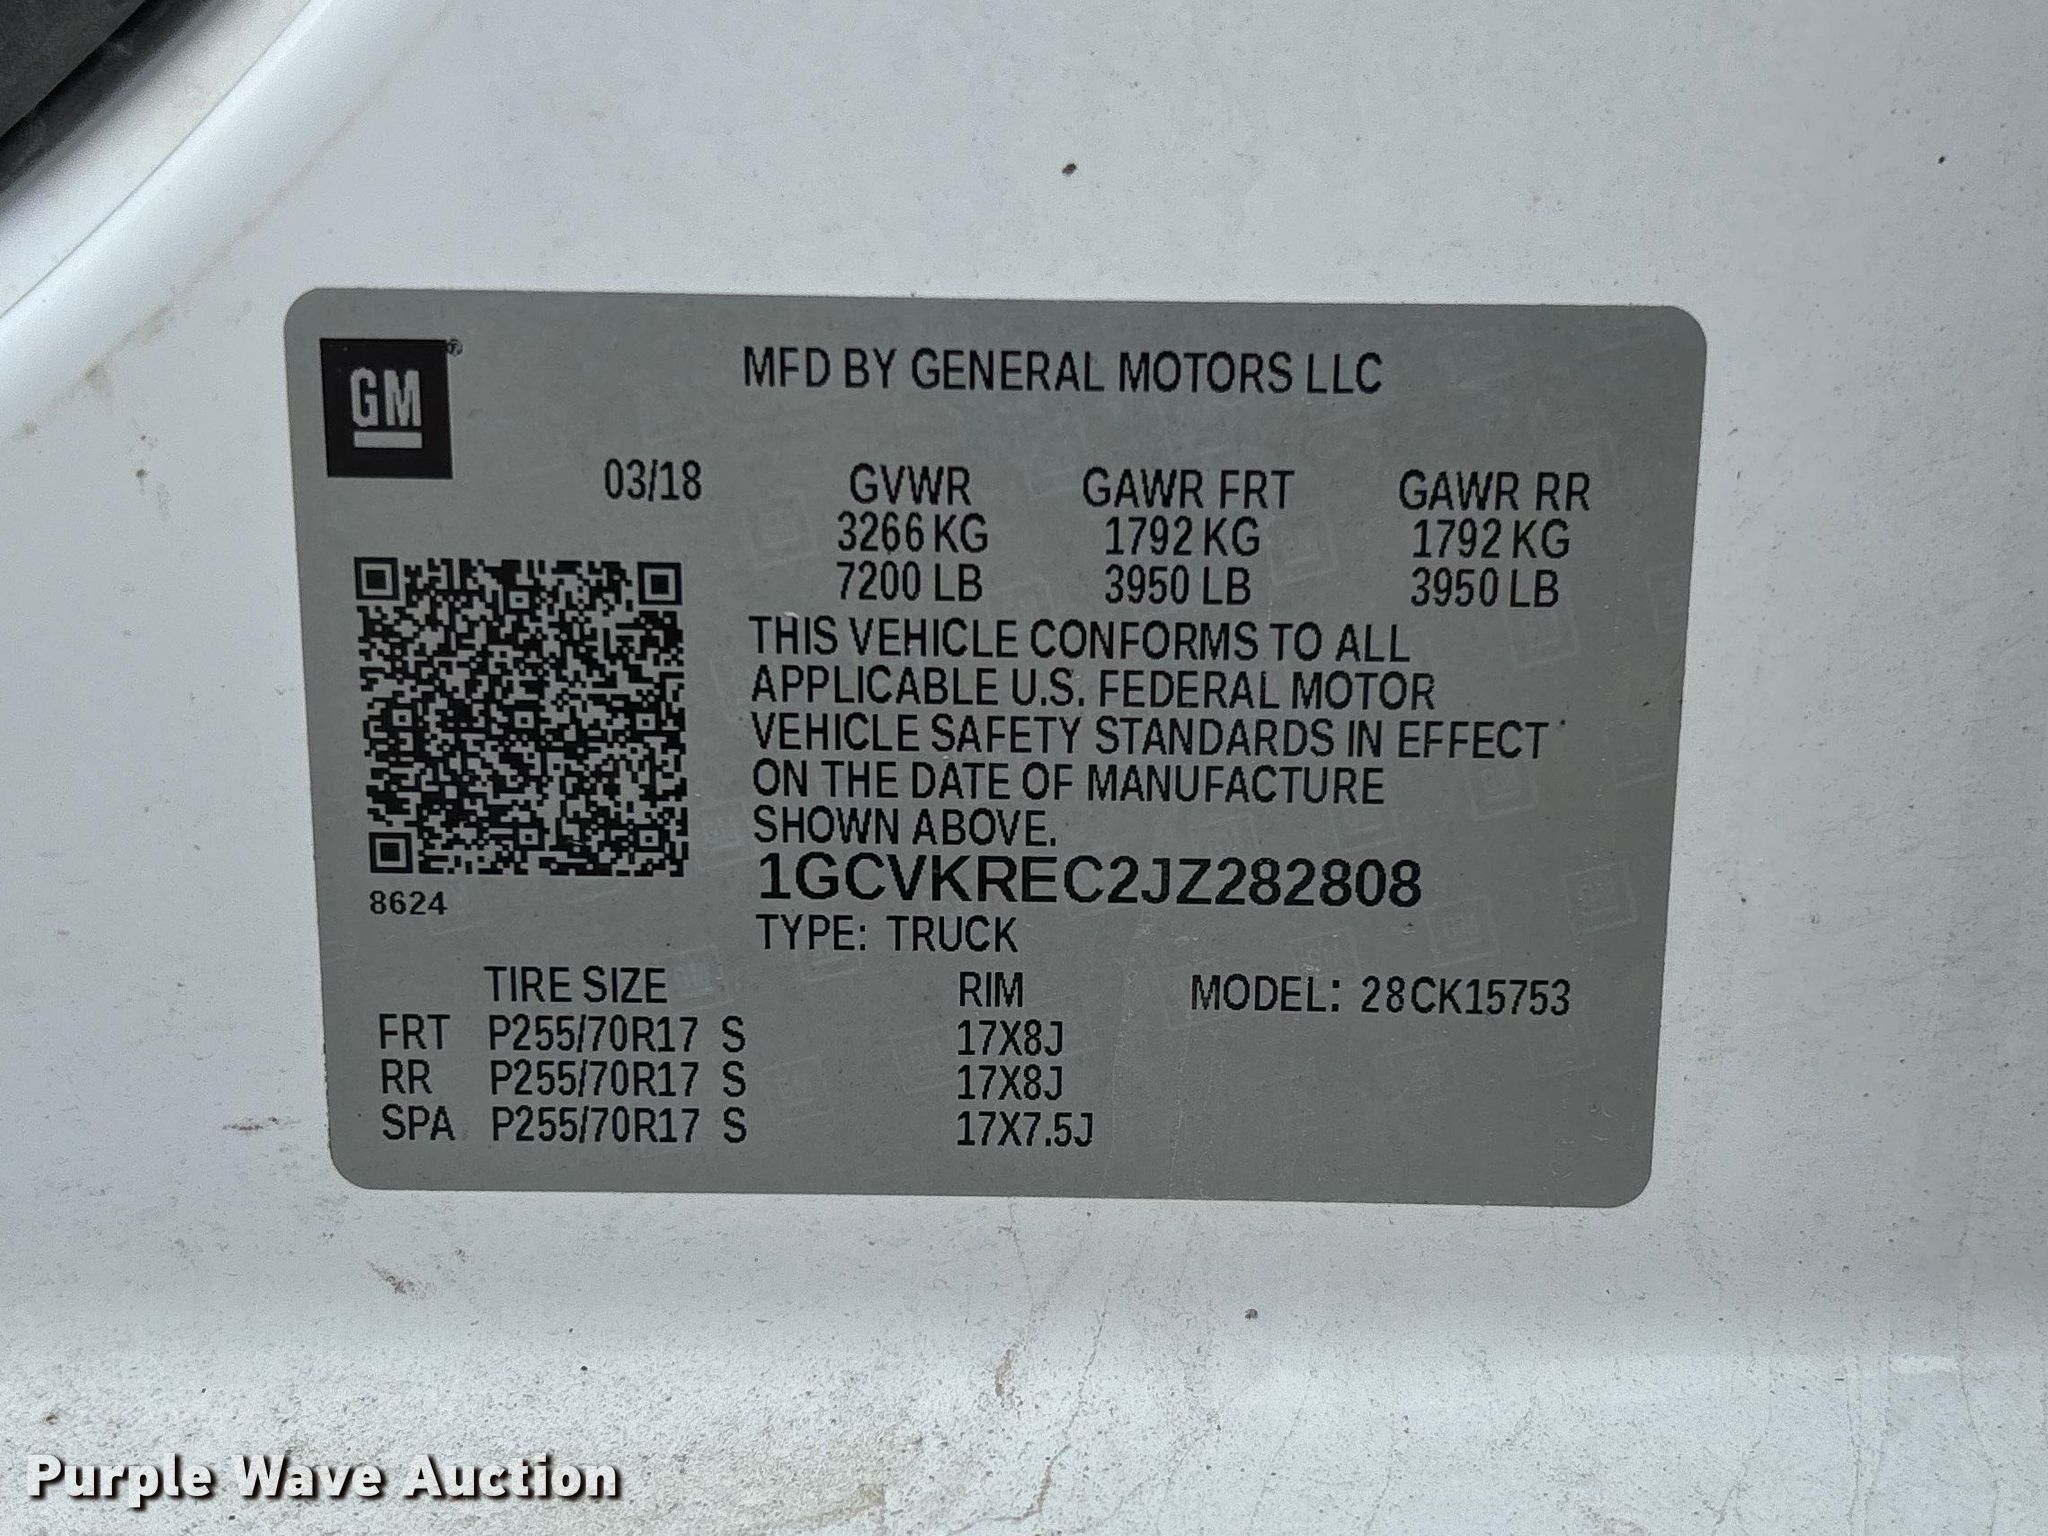 GM®
MFD BY GENERAL MOTORS LLC
03/18 GVWR GAWR FRT GAWR RR
3266 KG 1792 KG 1792 KG
7200 LB 3950 LB 3950 LB
THIS VEHICLE CONFORMS TO ALL
APPLICABLE U.S. FEDERAL MOTOR
VEHICLE SAFETY STANDARDS IN EFFECT
ON THE DATE OF MANUFACTURE
SHOWN ABOVE.
1GCVKREC2JZ282808
8624
TYPE: TRUCK
TIRE SIZE RIM MODEL: 28CK15753
FRT P255/70R17 S 17X8J
RR P255/70R17 S 17X8J
SPA P255/70R17 S 17X7.5J
Purple Wave Auction